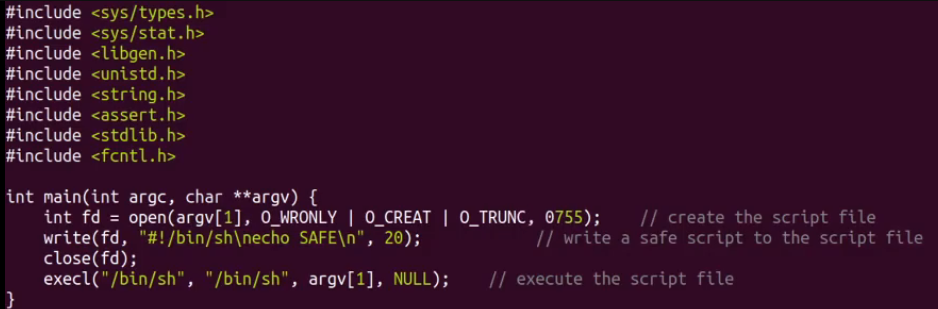 #include <sys/types.h>
#include <sys/stat.h>
#include <libgen.h>
#include <unistd.h>
#include <string.h>
#include <assert.h>
#include <stdlib.h>
#include <fcntl.h>

int main(int argc, char **argv) {
    int fd = open(argv[1], O_WRONLY | O_CREAT | O_TRUNC, 0755);    // create the script file
    write(fd, "#!/bin/sh\necho SAFE\n", 20);            // write a safe script to the script file
    close(fd);
    execl("/bin/sh", "/bin/sh", argv[1], NULL);    // execute the script file
}